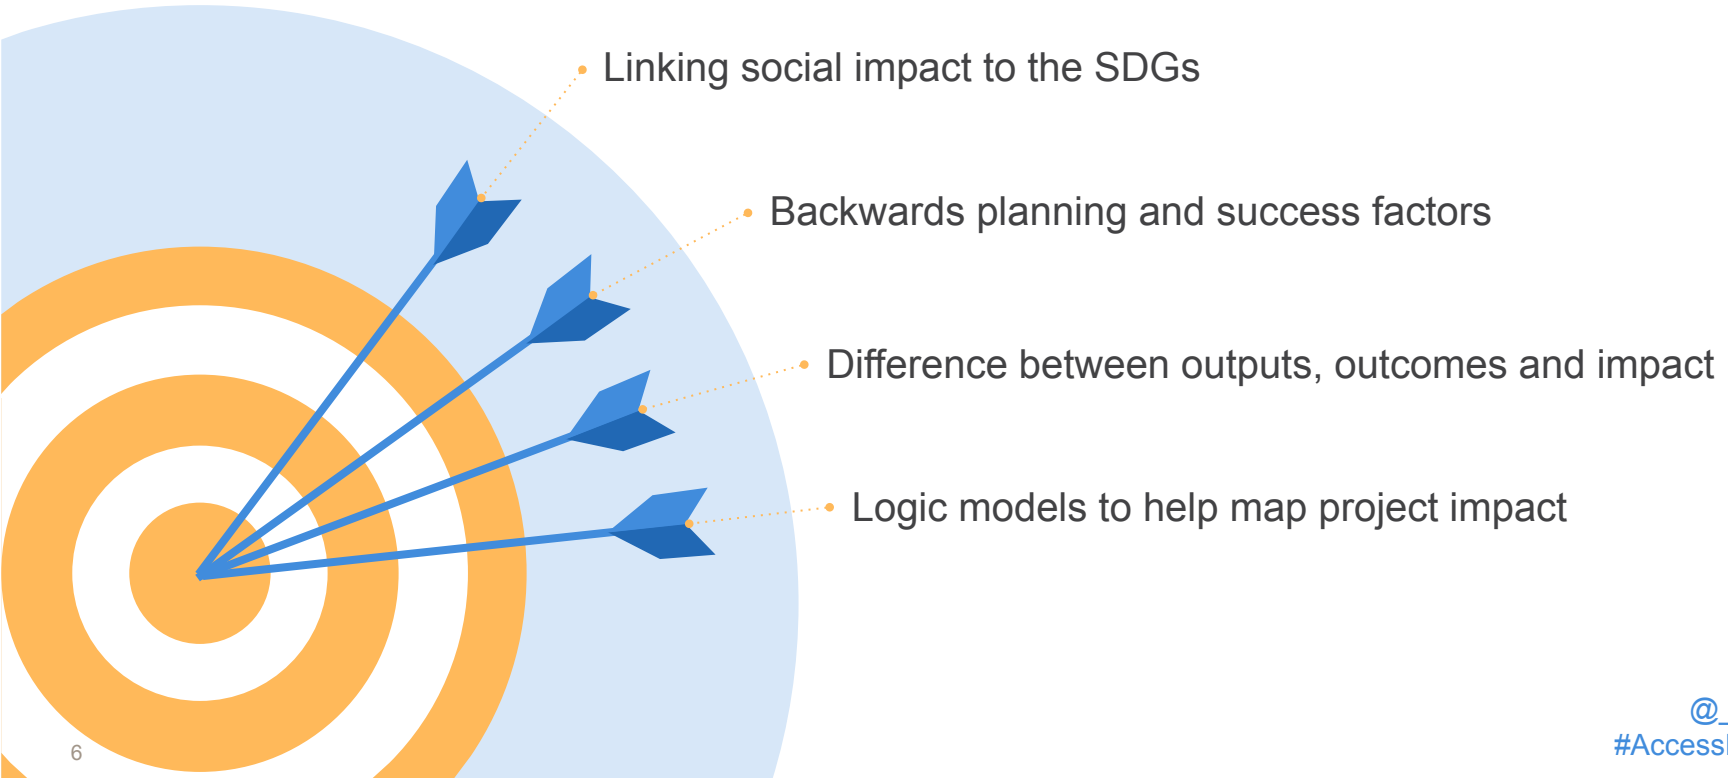 Linking social impact to the SDGs
Backwards planning and success factors
Difference between outputs, outcomes and impact
Logic models to help map project impact
@_
6